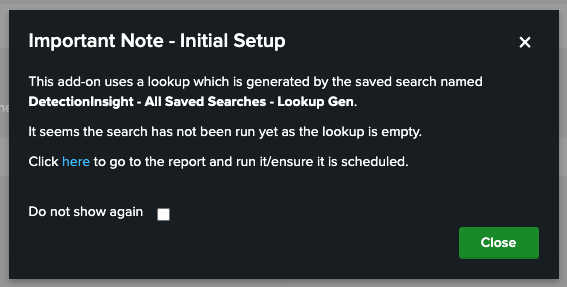 Important Note - Initial Setup
This add-on uses a lookup which is generated by the saved search named
DetectionInsight - All Saved Searches - Lookup Gen.
It seems the search has not been run yet as the lookup is empty.
Click here to go to the report and run it/ensure it is scheduled.
Do not show again
Close